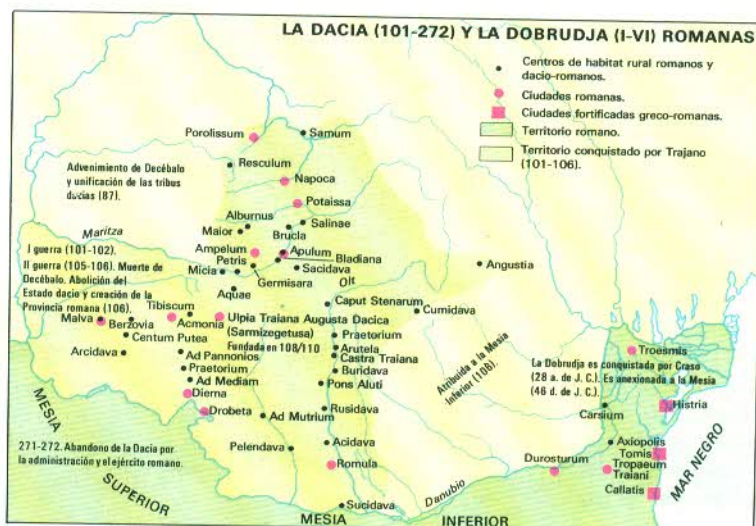 LA DACIA (101-272) Y LA DOBRUDJA (I-VI) ROMANAS
Centros de habitat rural romanos y
dacio-romanos.
Ciudades romanas.
Ciudades fortificadas greco-romanas.
Territorio romano.
Territorio conquistado por Trajano
(101-106).
Porolissum
Samum
Resculum
Advenimiento de Decébalo
y unificación de las tribus
dacias (87).
Napoca
Potaissa
Alburnus
Maior
Salinae
Brucla
Maritza
Ampelum
Apulum
Petris
Bladiana
Micia
Sacidava
Germisara
Angustia
I guerra (101-102).
II guerra (105-106). Muerte de
Decébalo. Abolición del
Estado dacio y creación de la
Provincia romana (106).
Aquae
Olt
Caput Stenarum
Cumidava
Tibiscum
Malva
Berzovia
Acmonia
Ulpia Traiana Augusta Dacica
(Sarmizegetusa)
Fundada en 108/110
Centum Putea
Arcidava
Ad Pannonios
Praetorium
Ad Mediam
Dierna
Drobeta
Praetorium
Arutela
Castra Traiana
Buridava
Pons Aluti
Atribuida a la Mesia
Inferior (106).
Troesmis
La Dobrudja es conquistada por Craso
(28 a. de J. C.). Es anexionada a la Mesia
(46 d. de J. C.).
Carsium
Histria
MESIA
SUPERIOR
Ad Mutrium
Rusidava
271-272. Abandono de la Dacia por
la administración y el ejército romano.
Pelendava
Acidava
Romula
Axiopolis
Tomis
Tropaeum
Traiani
Durosturum
Callatis
MAR NEGRO
Danubio
Sucidava
MESIA
INFERIOR